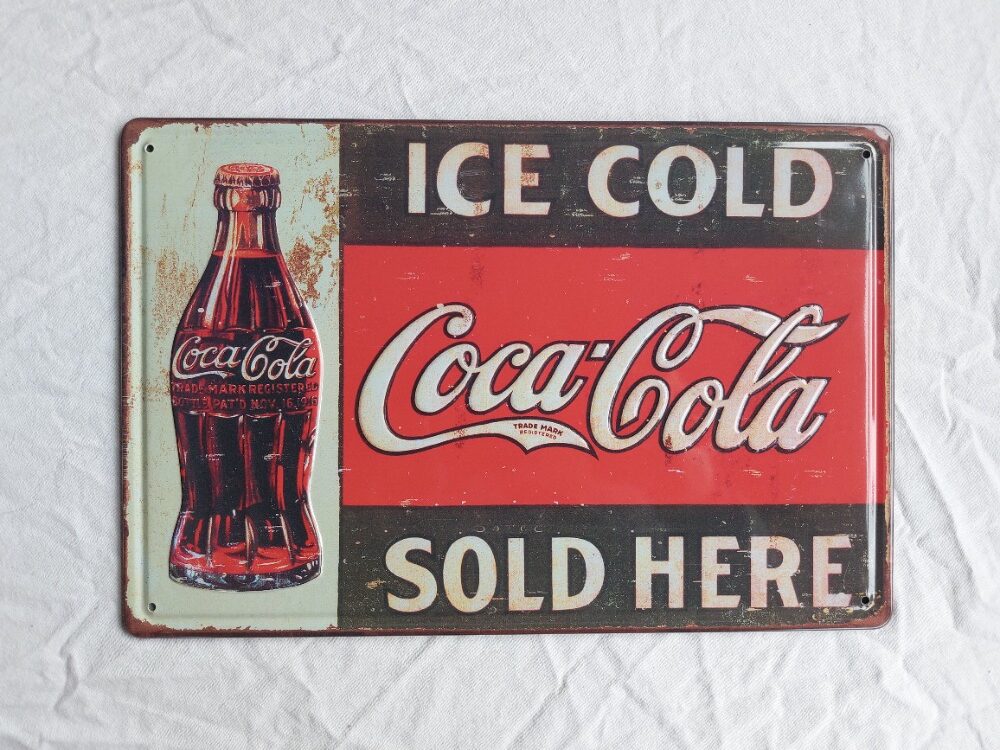 ICE COLD
Coca-Cola
TRADE MARK
REGISTERED
SOLD HERE
Coca-Cola
TRADE-MARK REGISTERED
BOTTLE PAT'D NOV. 16, 1915